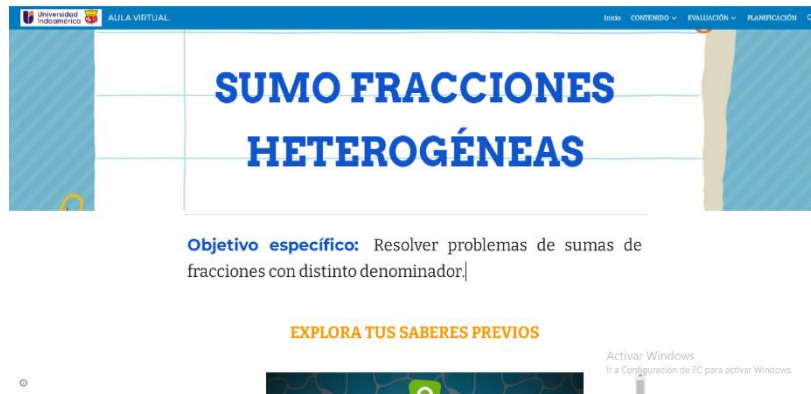 Universidad
Indoamérica
AULA VIRTUAL.
Inicio CONTENIDO EVALUACIÓN PLANIFICACIÓN
SUMO FRACCIONES
HETEROGÉNEAS
Objetivo específico: Resolver problemas de sumas de
fracciones con distinto denominador.
EXPLORA TUS SABERES PREVIOS
Activar Windows
Ir a Configuración de PC para activar Windows.